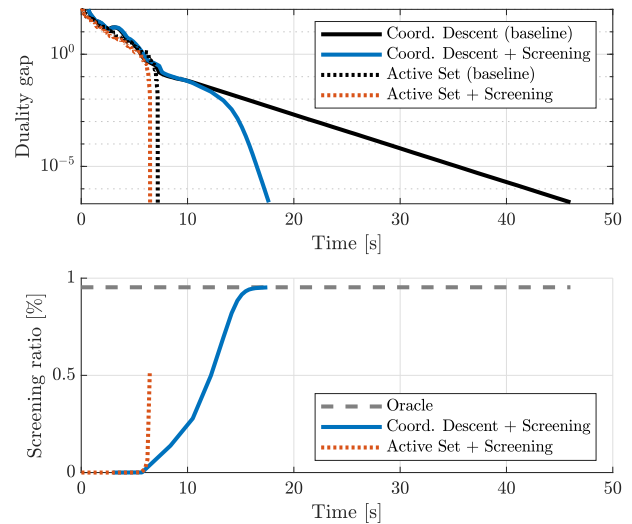 10^0
10^-5
Duality gap
Coord. Descent (baseline)
Coord. Descent + Screening
Active Set (baseline)
Active Set + Screening
0 10 20 30 40 50
Time [s]
1
0.5
0
Screening ratio [%]
Oracle
Coord. Descent + Screening
Active Set + Screening
0 10 20 30 40 50
Time [s]